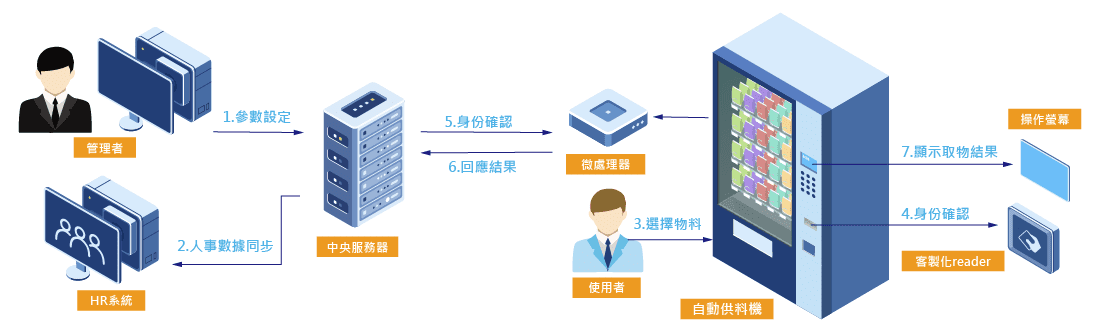 1.參數設定
管理者
2.人事數據同步
HR系統
中央服務器
5.身份確認
6.回應結果
微處理器
3.選擇物料
使用者
自動供料機
操作螢幕
7.顯示取物結果
4.身份確認
客製化reader